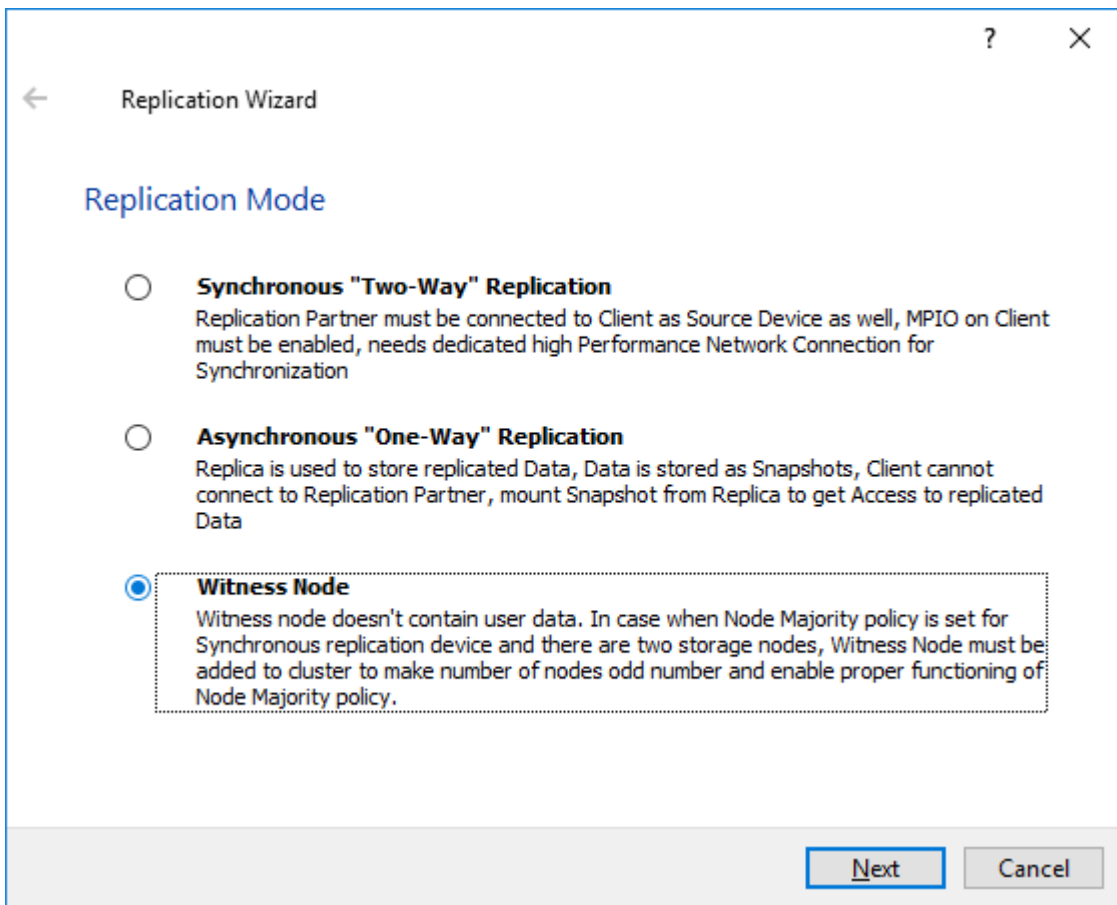 ?
Replication Wizard
Replication Mode
Synchronous "Two-Way" Replication
Replication Partner must be connected to Client as Source Device as well, MPIO on Client
must be enabled, needs dedicated high Performance Network Connection for
Synchronization
Asynchronous "One-Way" Replication
Replica is used to store replicated Data, Data is stored as Snapshots, Client cannot
connect to Replication Partner, mount Snapshot from Replica to get Access to replicated
Data
Witness Node
Witness node doesn't contain user data. In case when Node Majority policy is set for
Synchronous replication device and there are two storage nodes, Witness Node must be
added to cluster to make number of nodes odd number and enable proper functioning of
Node Majority policy.
Next Cancel